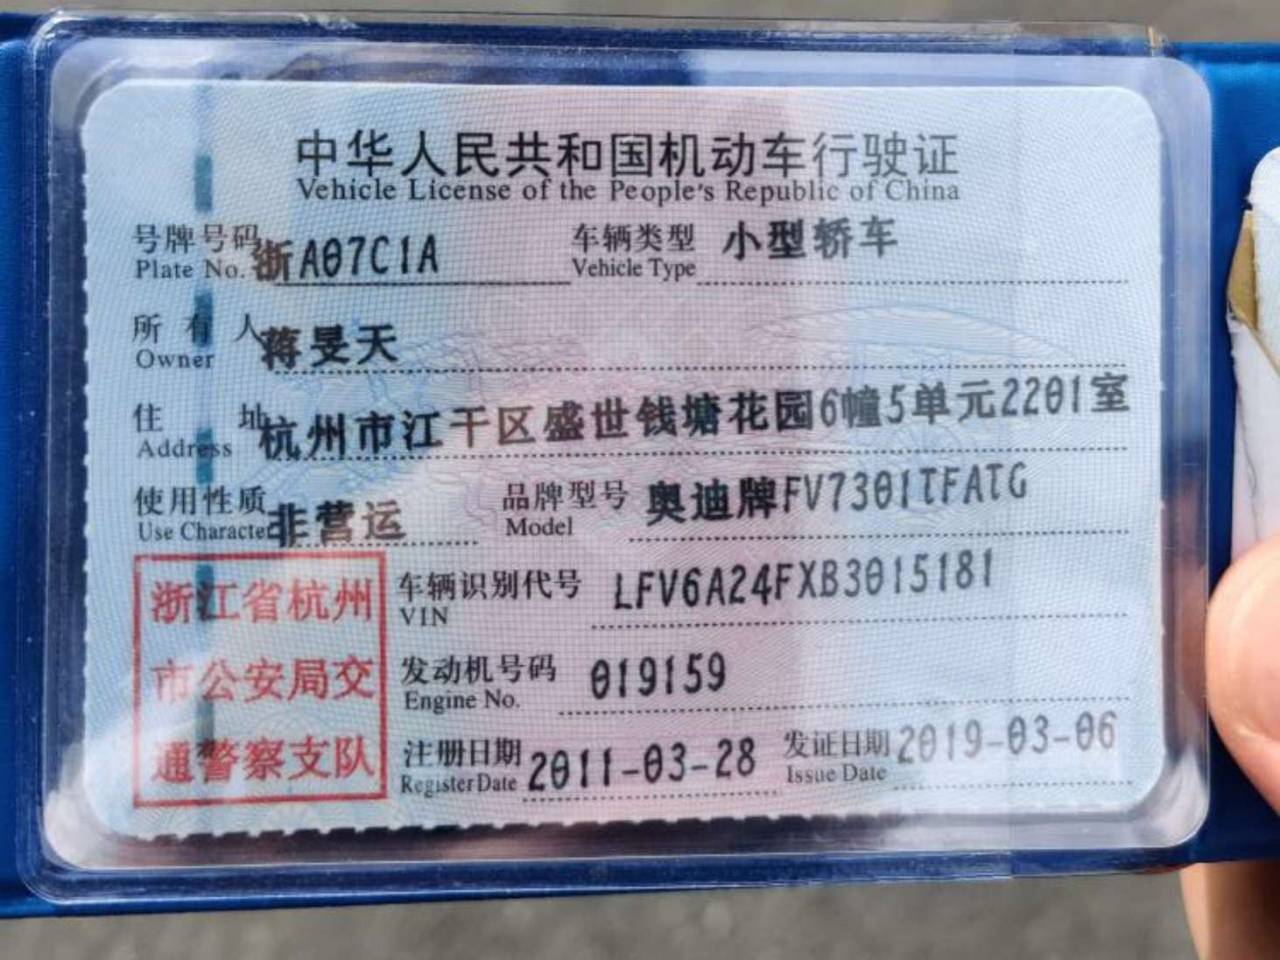 中华人民共和国机动车行驶证
Vehicle License of the People's Republic of China
号牌号码 浙A07C1A 车辆类型 小型轿车
Plate No. Vehicle Type
所有人 蒋旻天
Owner
住址 杭州市江干区盛世钱塘花园6幢5单元2201室
Address
使用性质 非营运 品牌型号 奥迪牌FV7301TFATG
Use Character Model
浙江省杭州
市公安局交
通警察支队
车辆识别代号 LFV6A24FXB3015181
VIN
发动机号码 019159
Engine No.
注册日期 2011-03-28 发证日期 2019-03-06
Register Date Issue Date